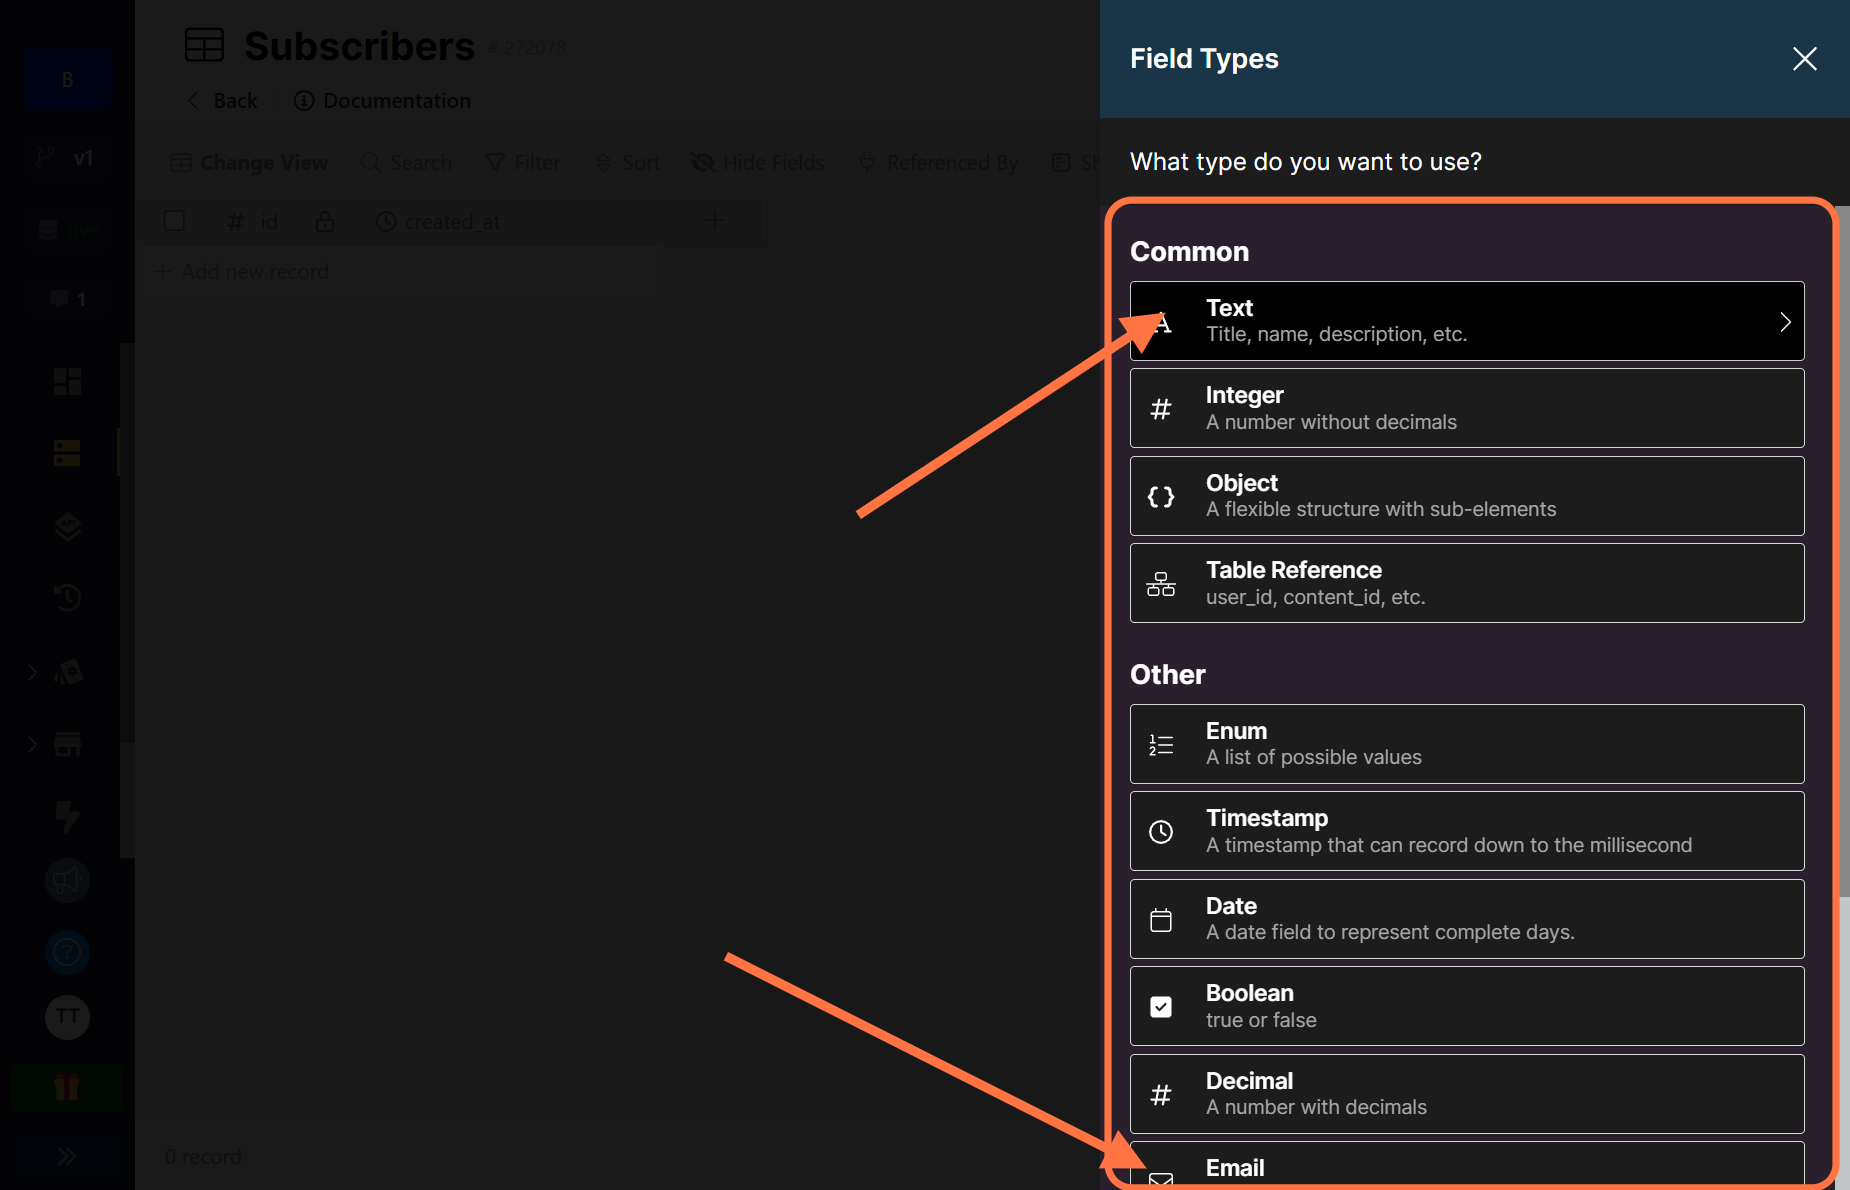 B
v1
live
1
API
TT
Subscribers # 272078
Back Documentation
Change View Search Filter Sort Hide Fields Referenced By Sh
# id created_at +
+ Add new record
0 record
Field Types
What type do you want to use?
Common
Text
Title, name, description, etc.
Integer
A number without decimals
Object
A flexible structure with sub-elements
Table Reference
user_id, content_id, etc.
Other
Enum
A list of possible values
Timestamp
A timestamp that can record down to the millisecond
Date
A date field to represent complete days.
Boolean
true or false
Decimal
A number with decimals
Email